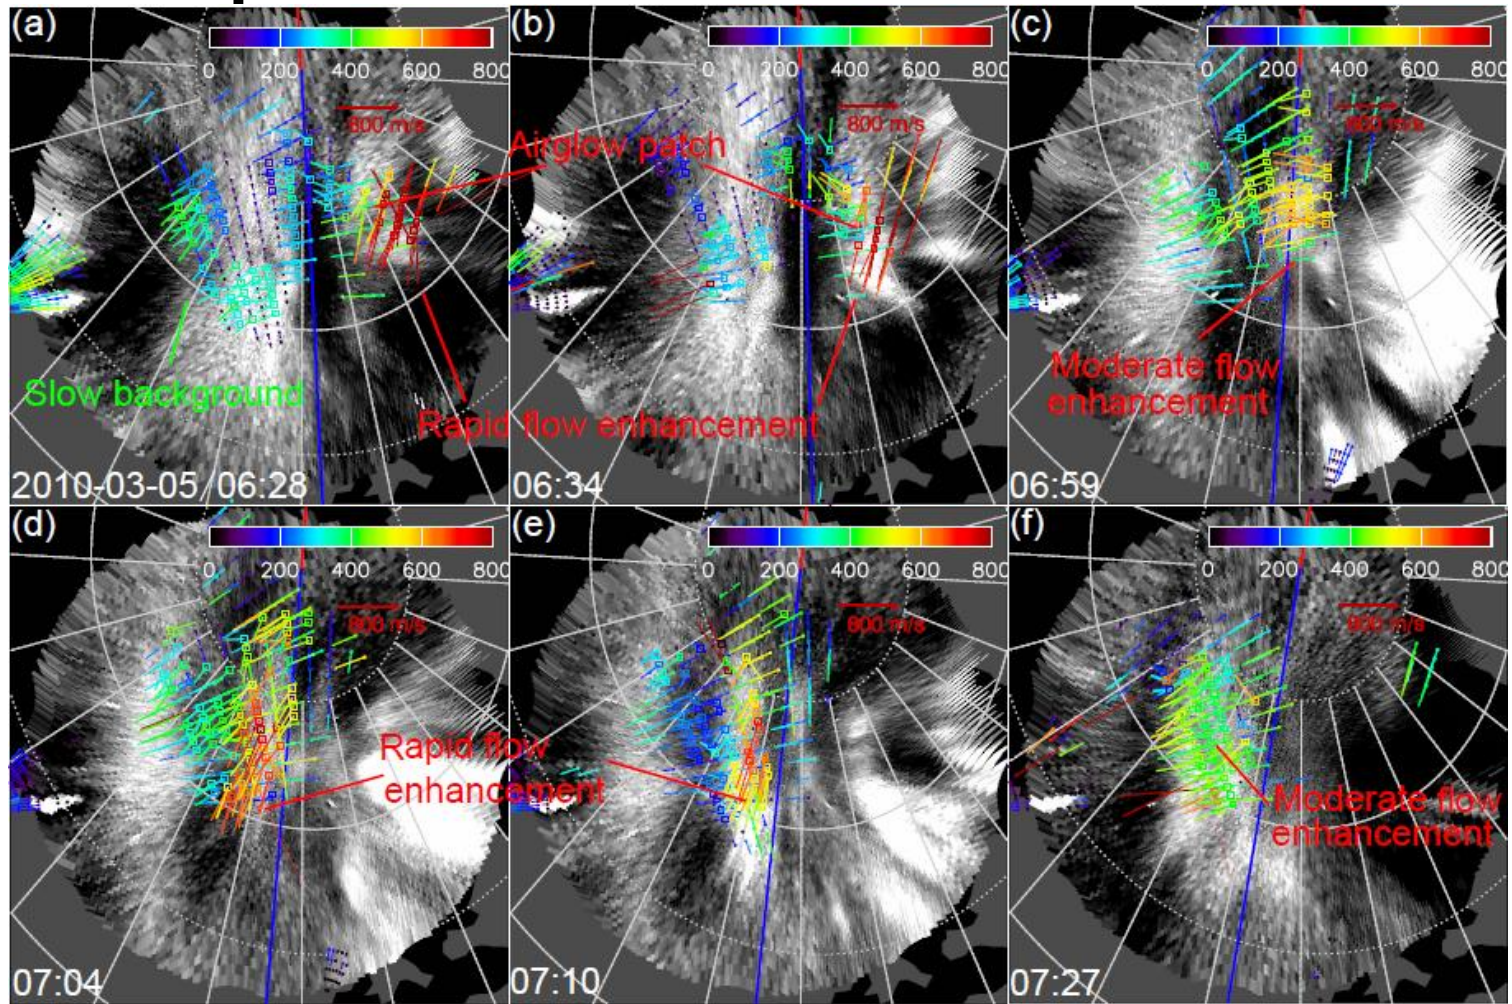 (a)
0 200 400 600 800
800 m/s
Slow background
2010-03-05 06:28
(b)
0 200 400 600 800
800 m/s
Airglow patch
Rapid flow enhancement
06:34
(c)
0 200 400 600 800
800 m/s
Moderate flow
enhancement
06:59
(d)
0 200 400 600 800
800 m/s
Rapid flow
enhancement
07:04
(e)
0 200 400 600 800
800 m/s
07:10
(f)
0 200 400 600 800
800 m/s
Moderate flow
enhancement
07:27